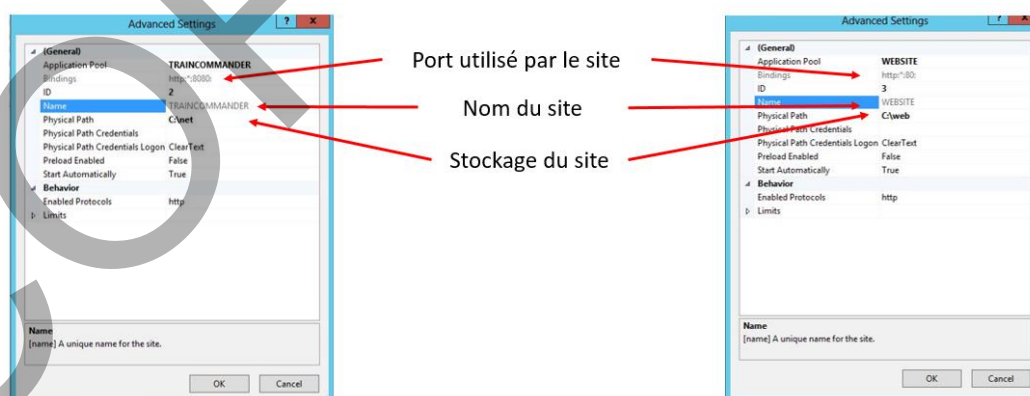 Advanced Settings
? X
(General)
Application Pool TRAINCOMMANDER
Bindings http:*:8080:
ID 2
Name TRAINCOMMANDER
Physical Path C:\net
Physical Path Credentials
Physical Path Credentials Logon ClearText
Preload Enabled False
Start Automatically True
Behavior
Enabled Protocols http
Limits
Name
[name] A unique name for the site.
OK Cancel
Port utilisé par le site
Nom du site
Stockage du site
Advanced Settings
? X
(General)
Application Pool WEBSITE
Bindings http:*:80:
ID 3
Name WEBSITE
Physical Path C:\web
Physical Path Credentials
Physical Path Credentials Logon ClearText
Preload Enabled False
Start Automatically True
Behavior
Enabled Protocols http
Limits
Name
[name] A unique name for the site.
OK Cancel